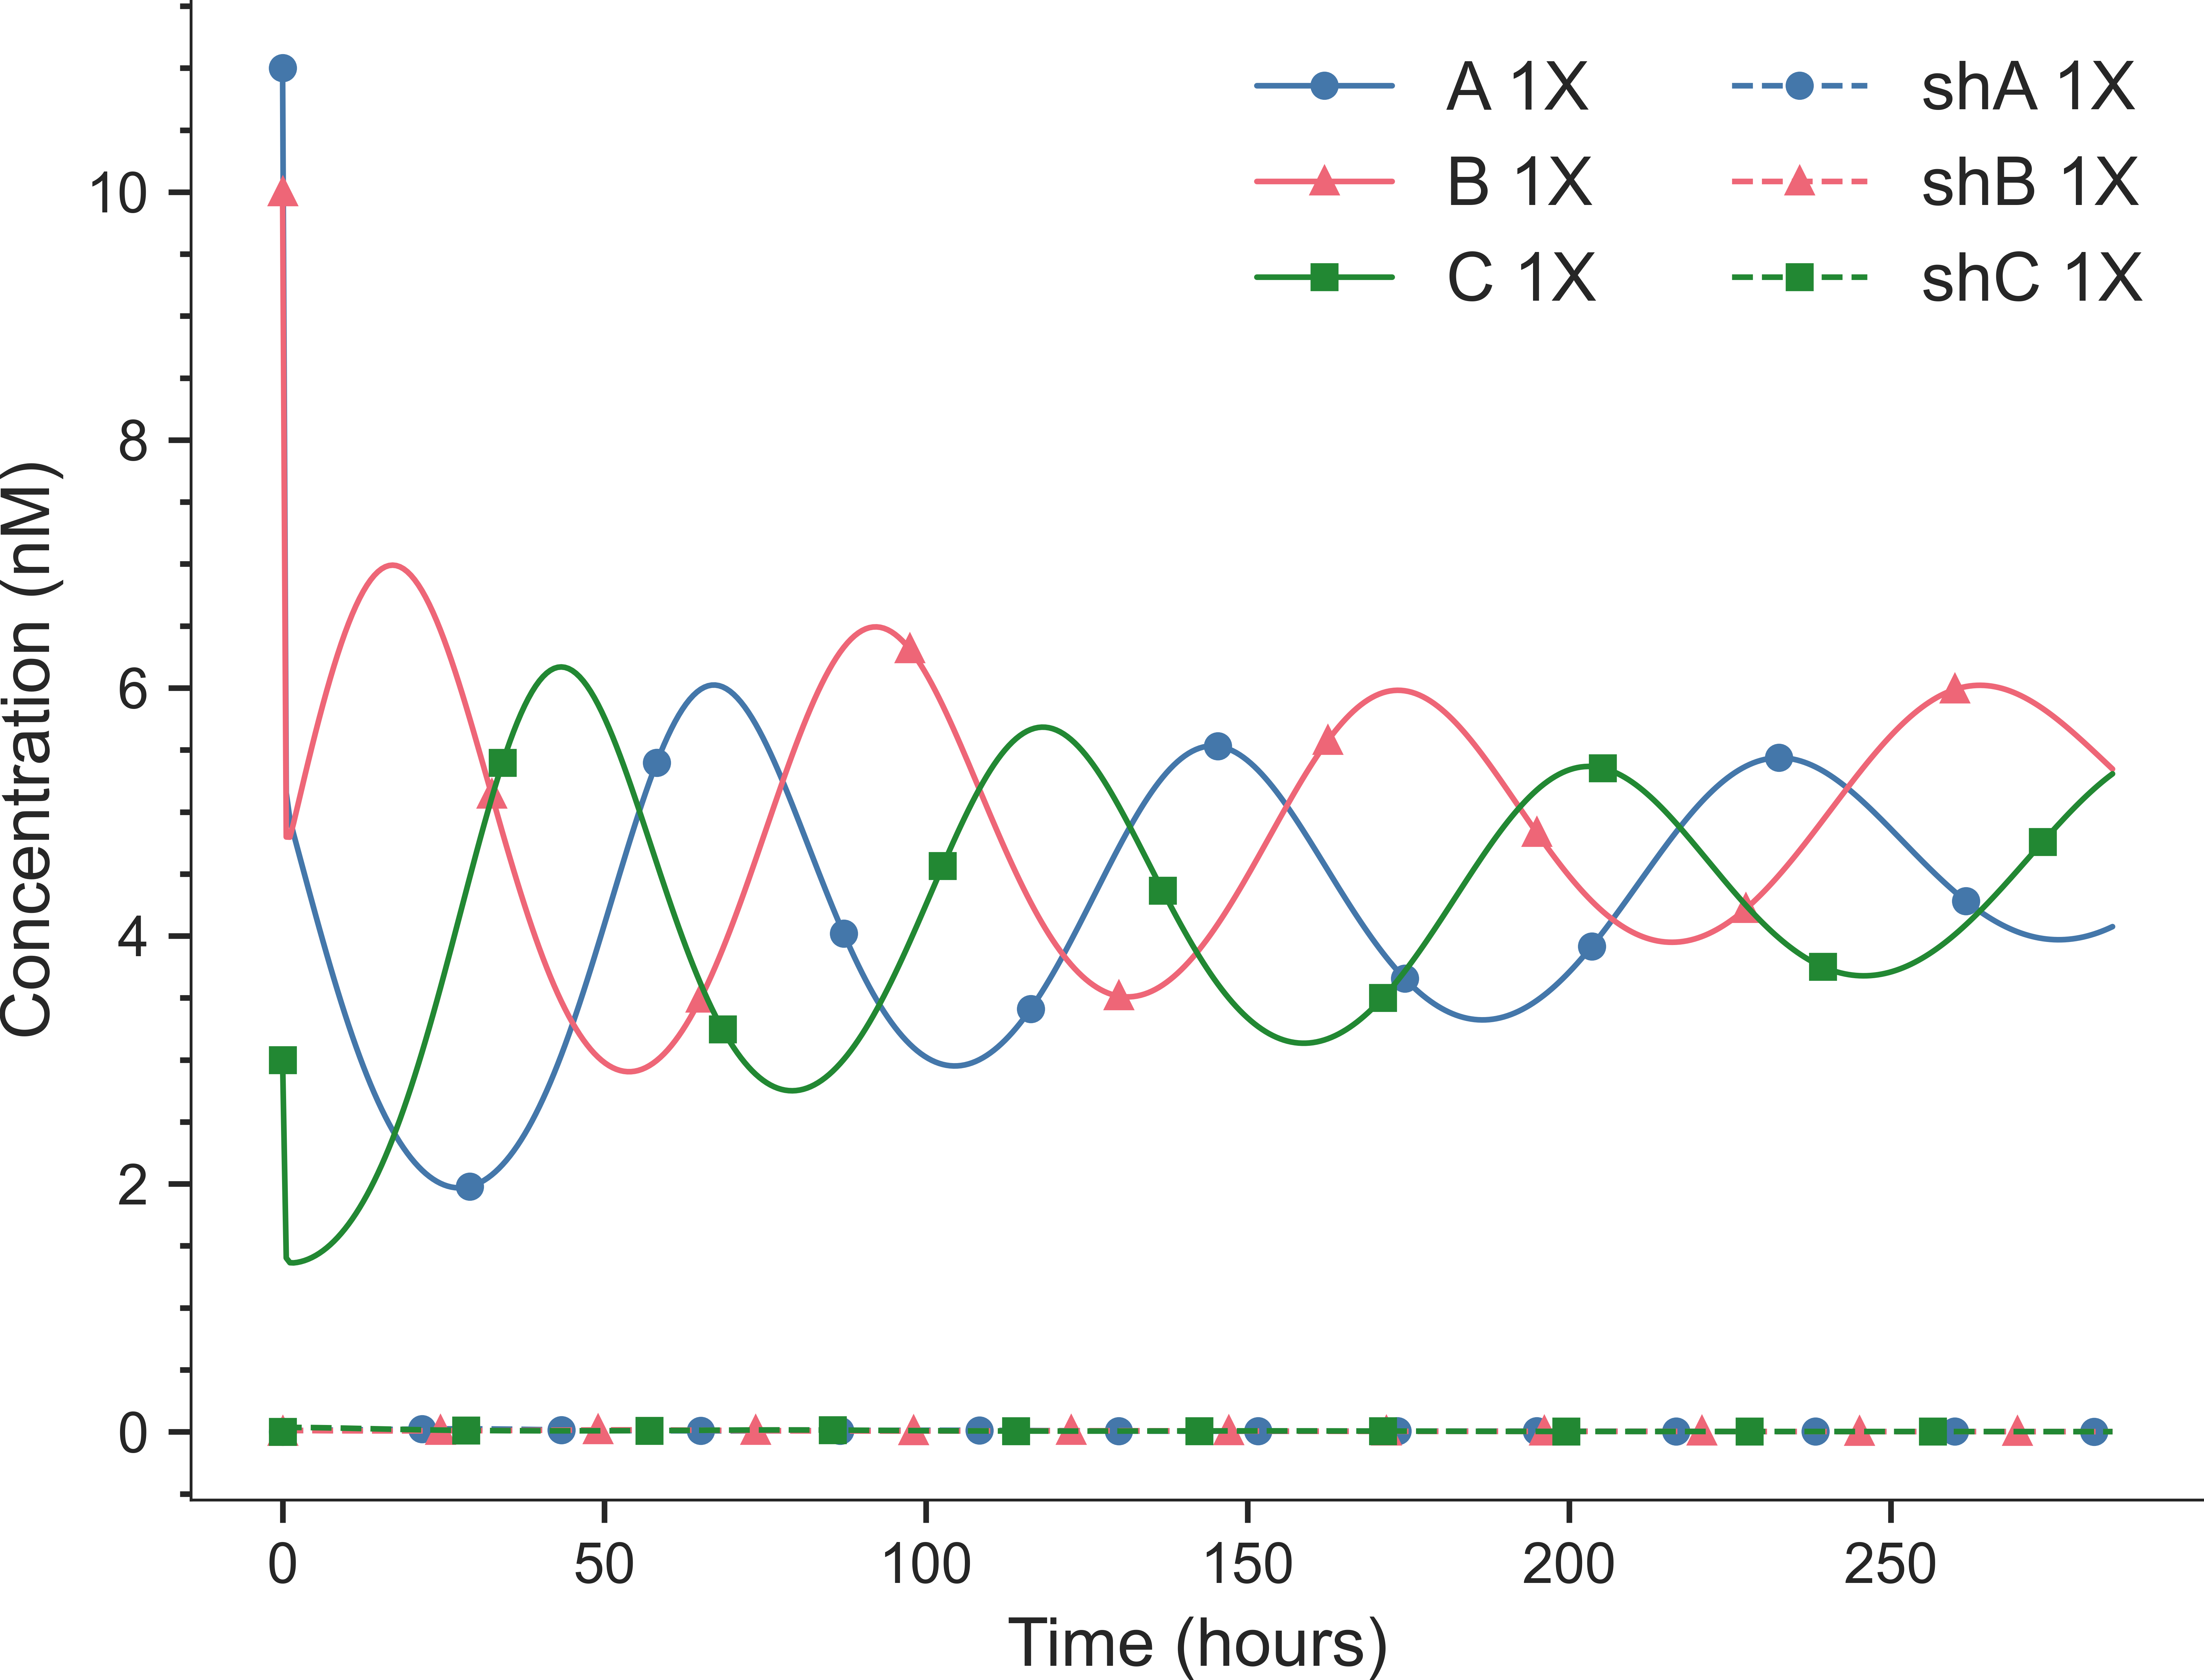 Concentration (nM)
10
8
6
4
2
0
A 1X
B 1X
C 1X
shA 1X
shB 1X
shC 1X
0 50 100 150 200 250
Time (hours)